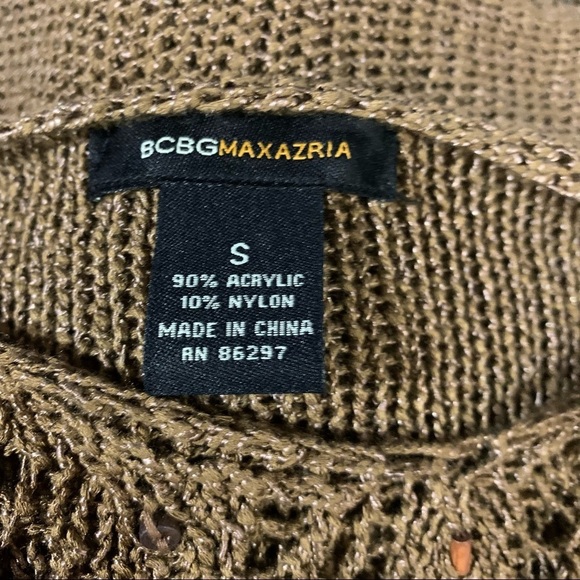 BCBGMAXAZRIA
S
90% ACRYLIC
10% NYLON
MADE IN CHINA
RN 86297